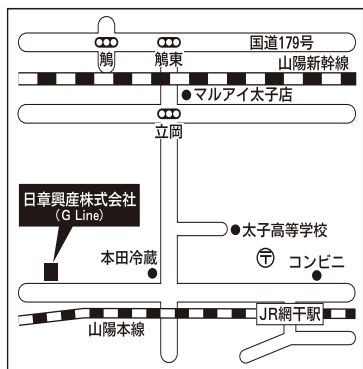 国道179号
鵤
鵤東
山陽新幹線
マルアイ太子店
立岡
日章興産株式会社
(G Line)
太子高等学校
本田冷蔵
〒
コンビニ
JR網干駅
山陽本線